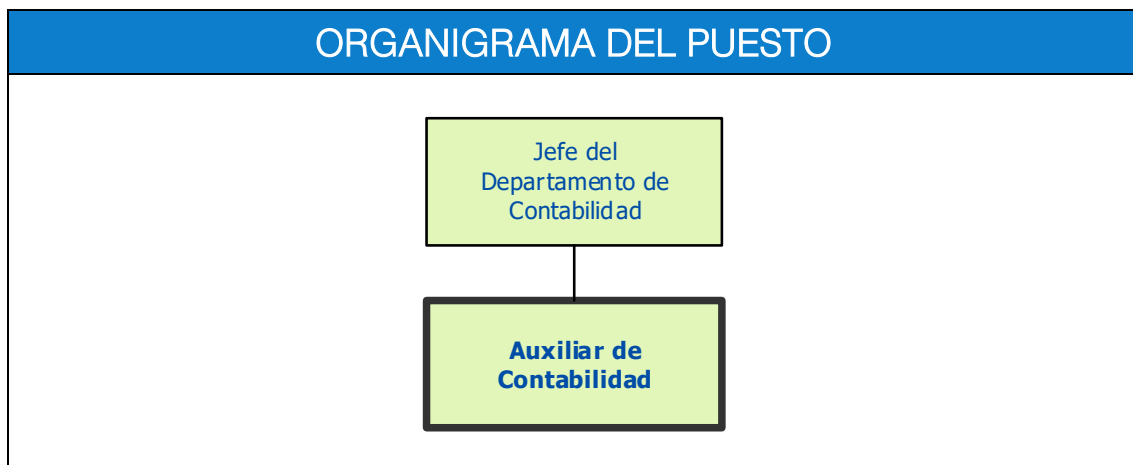 ORGANIGRAMA DEL PUESTO
Jefe del
Departamento de
Contabilidad
Auxiliar de
Contabilidad